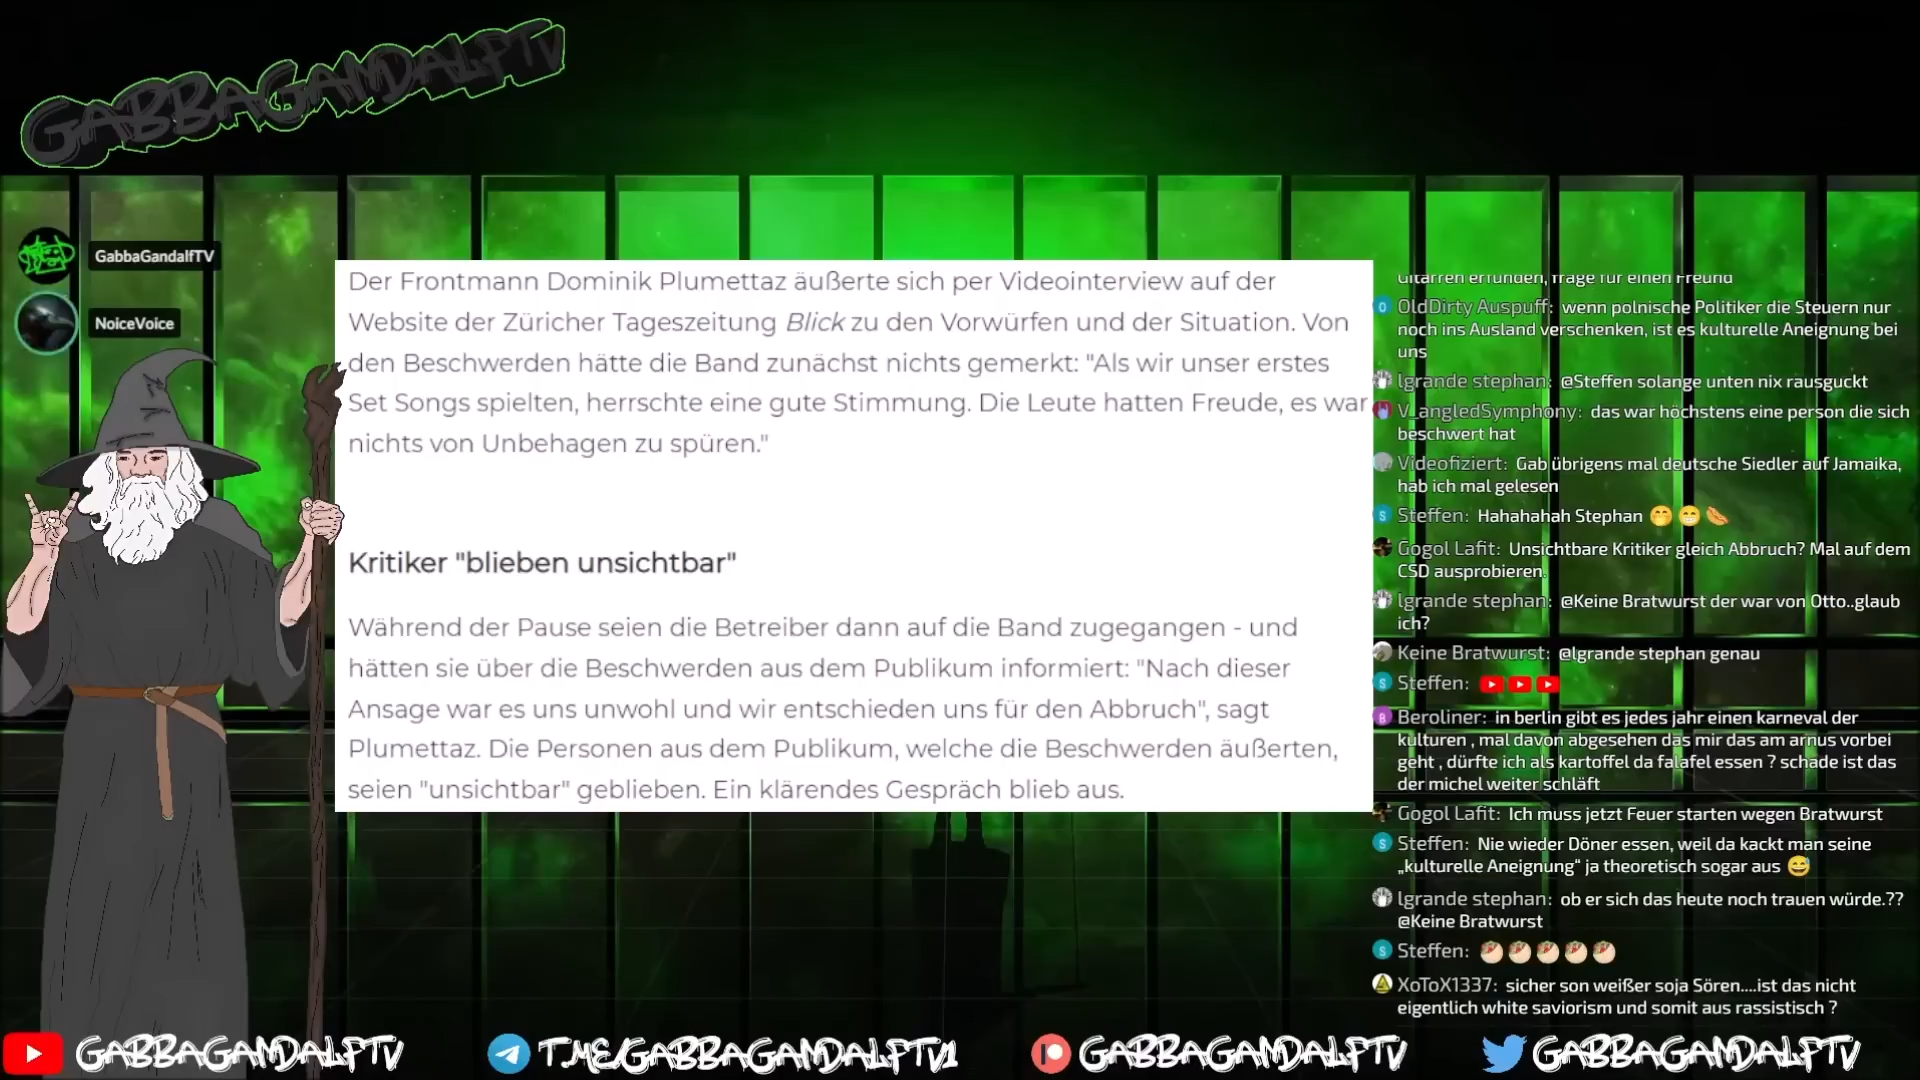 GABBAGANDALFTV
GabbaGandalfTV
NoiceVoice
Der Frontmann Dominik Plumettaz äußerte sich per Videointerview auf der
Website der Züricher Tageszeitung Blick zu den Vorwürfen und der Situation. Von
den Beschwerden hätte die Band zunächst nichts gemerkt: "Als wir unser erstes
Set Songs spielten, herrschte eine gute Stimmung. Die Leute hatten Freude, es war
nichts von Unbehagen zu spüren."
Kritiker "blieben unsichtbar"
Während der Pause seien die Betreiber dann auf die Band zugegangen - und
hätten sie über die Beschwerden aus dem Publikum informiert: "Nach dieser
Ansage war es uns unwohl und wir entschieden uns für den Abbruch", sagt
Plumettaz. Die Personen aus dem Publikum, welche die Beschwerden äußerten,
seien "unsichtbar" geblieben. Ein klärendes Gespräch blieb aus.
Gitarren erfunden, frage für einen Freund
OldDirty Auspuff: wenn polnische Politiker die Steuern nur
noch ins Ausland verschenken, ist es kulturelle Aneignung bei
uns
lgrande stephan: @Steffen solange unten nix rausguckt
V_angledSymphony: das war höchstens eine person die sich
beschwert hat
Videofiziert: Gab übrigens mal deutsche Siedler auf Jamaika,
hab ich mal gelesen
Steffen: Hahahahah Stephan 🤭 😁 🌭
Gogol Lafit: Unsichtbare Kritiker gleich Abbruch? Mal auf dem
CSD ausprobieren.
lgrande stephan: @Keine Bratwurst der war von Otto..glaub
ich?
Keine Bratwurst: @lgrande stephan genau
Steffen:
Beroliner: in berlin gibt es jedes jahr einen karneval der
kulturen , mal davon abgesehen das mir das am arnus vorbei
geht , dürfte ich als kartoffel da falafel essen ? schade ist das
der michel weiter schläft
Gogol Lafit: Ich muss jetzt Feuer starten wegen Bratwurst
Steffen: Nie wieder Döner essen, weil da kackt man seine
„kulturelle Aneignung“ ja theoretisch sogar aus 😅
lgrande stephan: ob er sich das heute noch trauen würde.??
@Keine Bratwurst
Steffen: 🥙 🥙 🥙 🥙 🥙
XoToX1337: sicher son weißer soja Sören....ist das nicht
eigentlich white saviorism und somit aus rassistisch ?
GABBAGANDALFTV
T.ME/GABBAGANDALFTV1
GABBAGANDALFTV
GABBAGANDALFTV